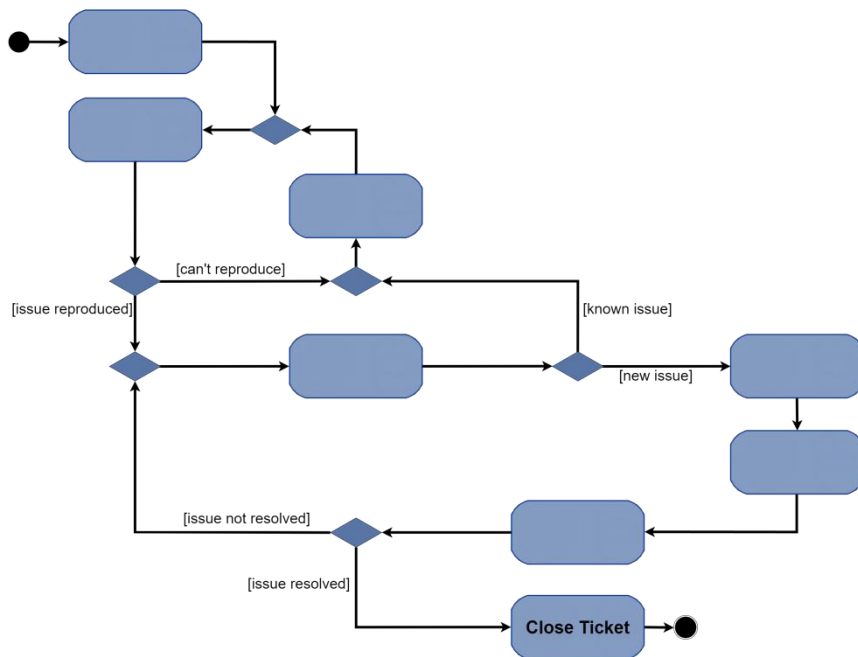 [can't reproduce]
[issue reproduced]
[known issue]
[new issue]
[issue not resolved]
[issue resolved]
Close Ticket